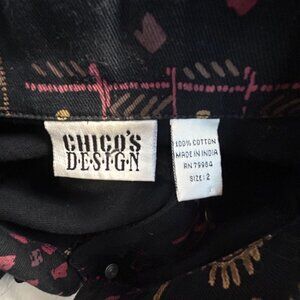 CHICO'S
DESIGN
100% COTTON
MADE IN INDIA
RN 79984
SIZE: 2